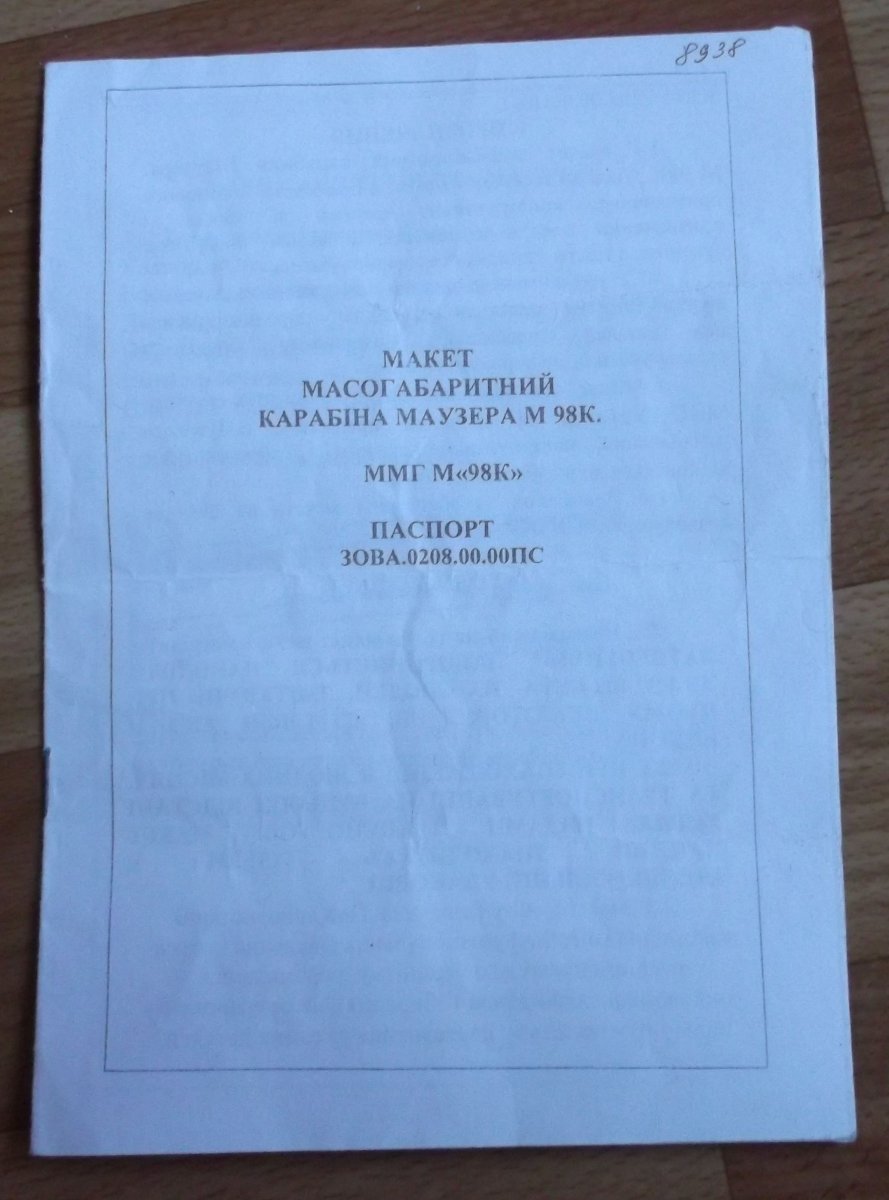 8938
МАКЕТ
МАСОГАБАРИТНИЙ
КАРАБІНА МАУЗЕРА М 98К.
ММГ М«98К»
ПАСПОРТ
ЗОВА.0208.00.00ПС